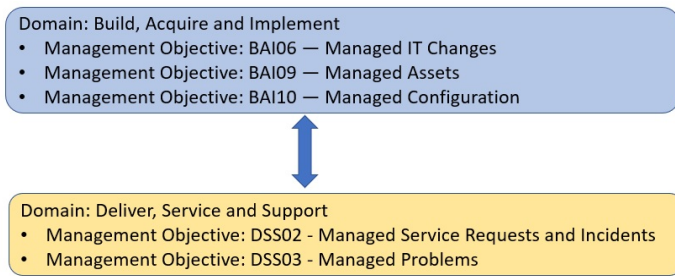 Domain: Build, Acquire and Implement
• Management Objective: BAI06 — Managed IT Changes
• Management Objective: BAI09 — Managed Assets
• Management Objective: BAI10 — Managed Configuration
Domain: Deliver, Service and Support
• Management Objective: DSS02 - Managed Service Requests and Incidents
• Management Objective: DSS03 - Managed Problems